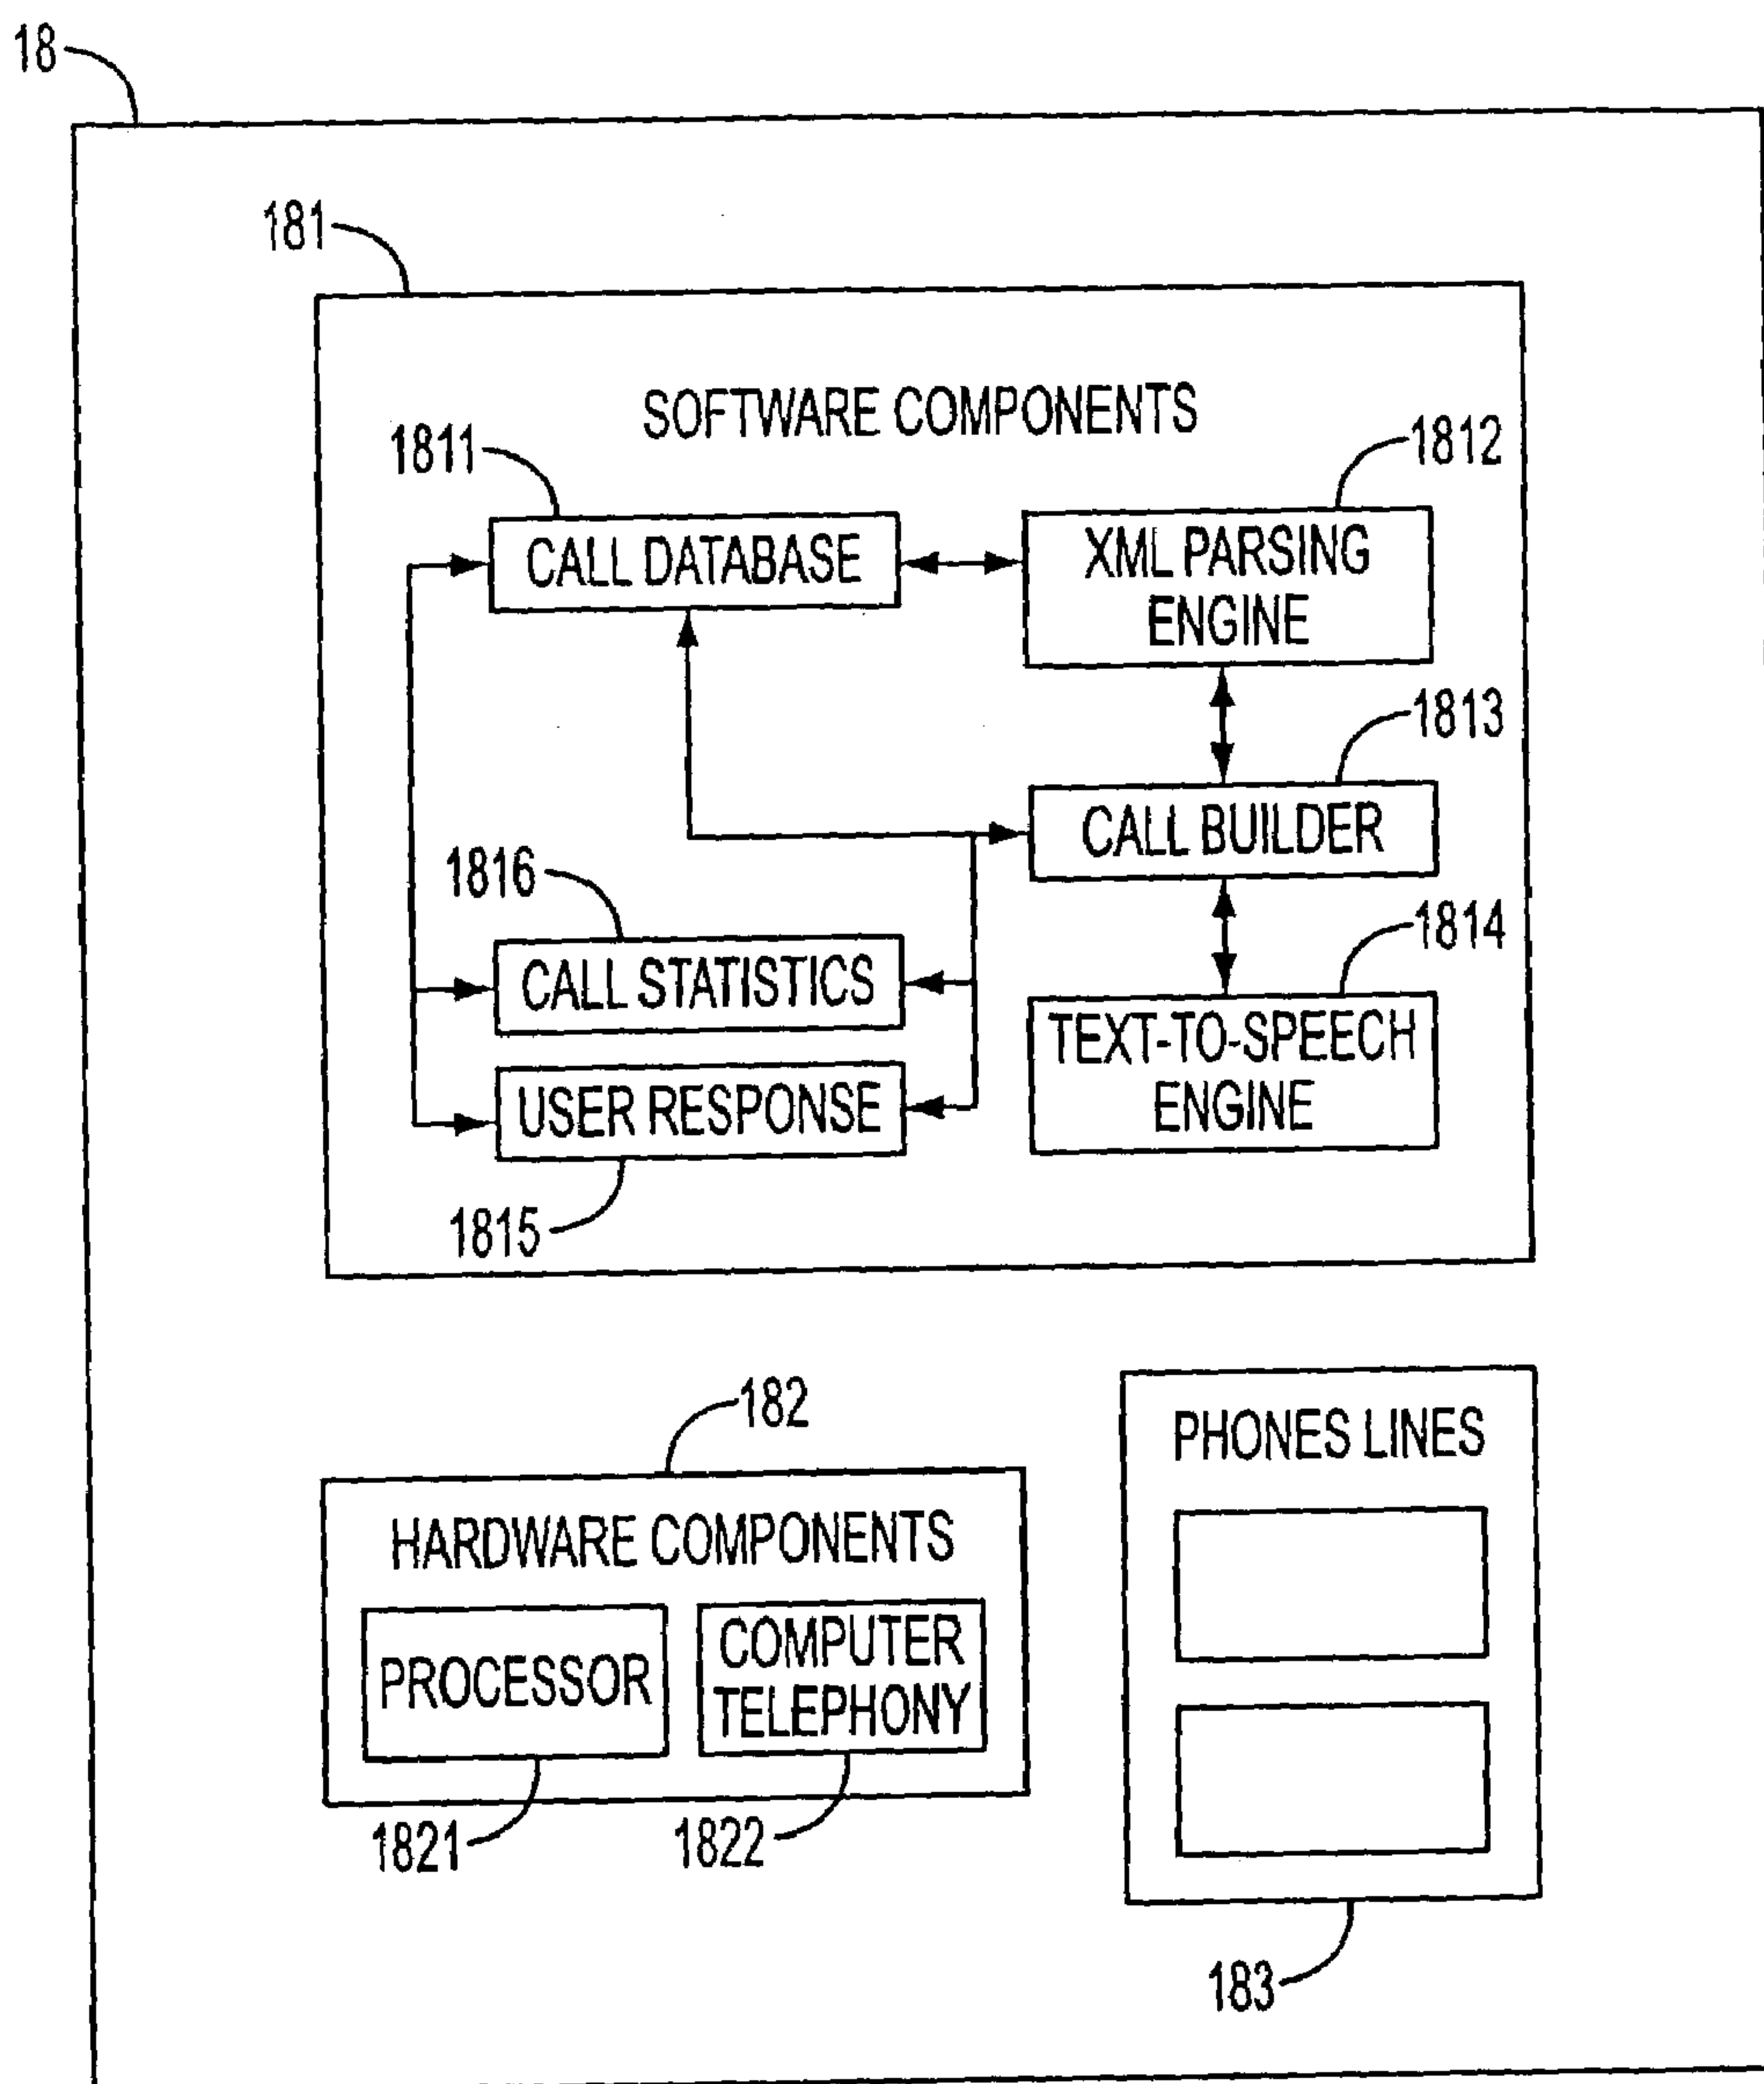 18
181
SOFTWARE COMPONENTS
1811
1812
CALL DATABASE
XML PARSING
ENGINE
1813
CALL BUILDER
1816
1814
CALL STATISTICS
TEXT-TO-SPEECH
ENGINE
USER RESPONSE
1815
182
PHONES LINES
HARDWARE COMPONENTS
PROCESSOR
COMPUTER
TELEPHONY
1821
1822
183